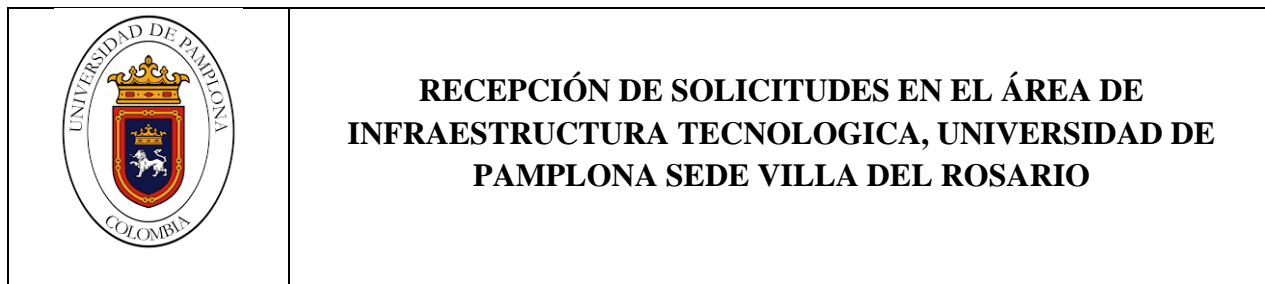 UNIVERSIDAD DE PAMPLONA
COLOMBIA
RECEPCIÓN DE SOLICITUDES EN EL ÁREA DE
INFRAESTRUCTURA TECNOLOGICA, UNIVERSIDAD DE
PAMPLONA SEDE VILLA DEL ROSARIO